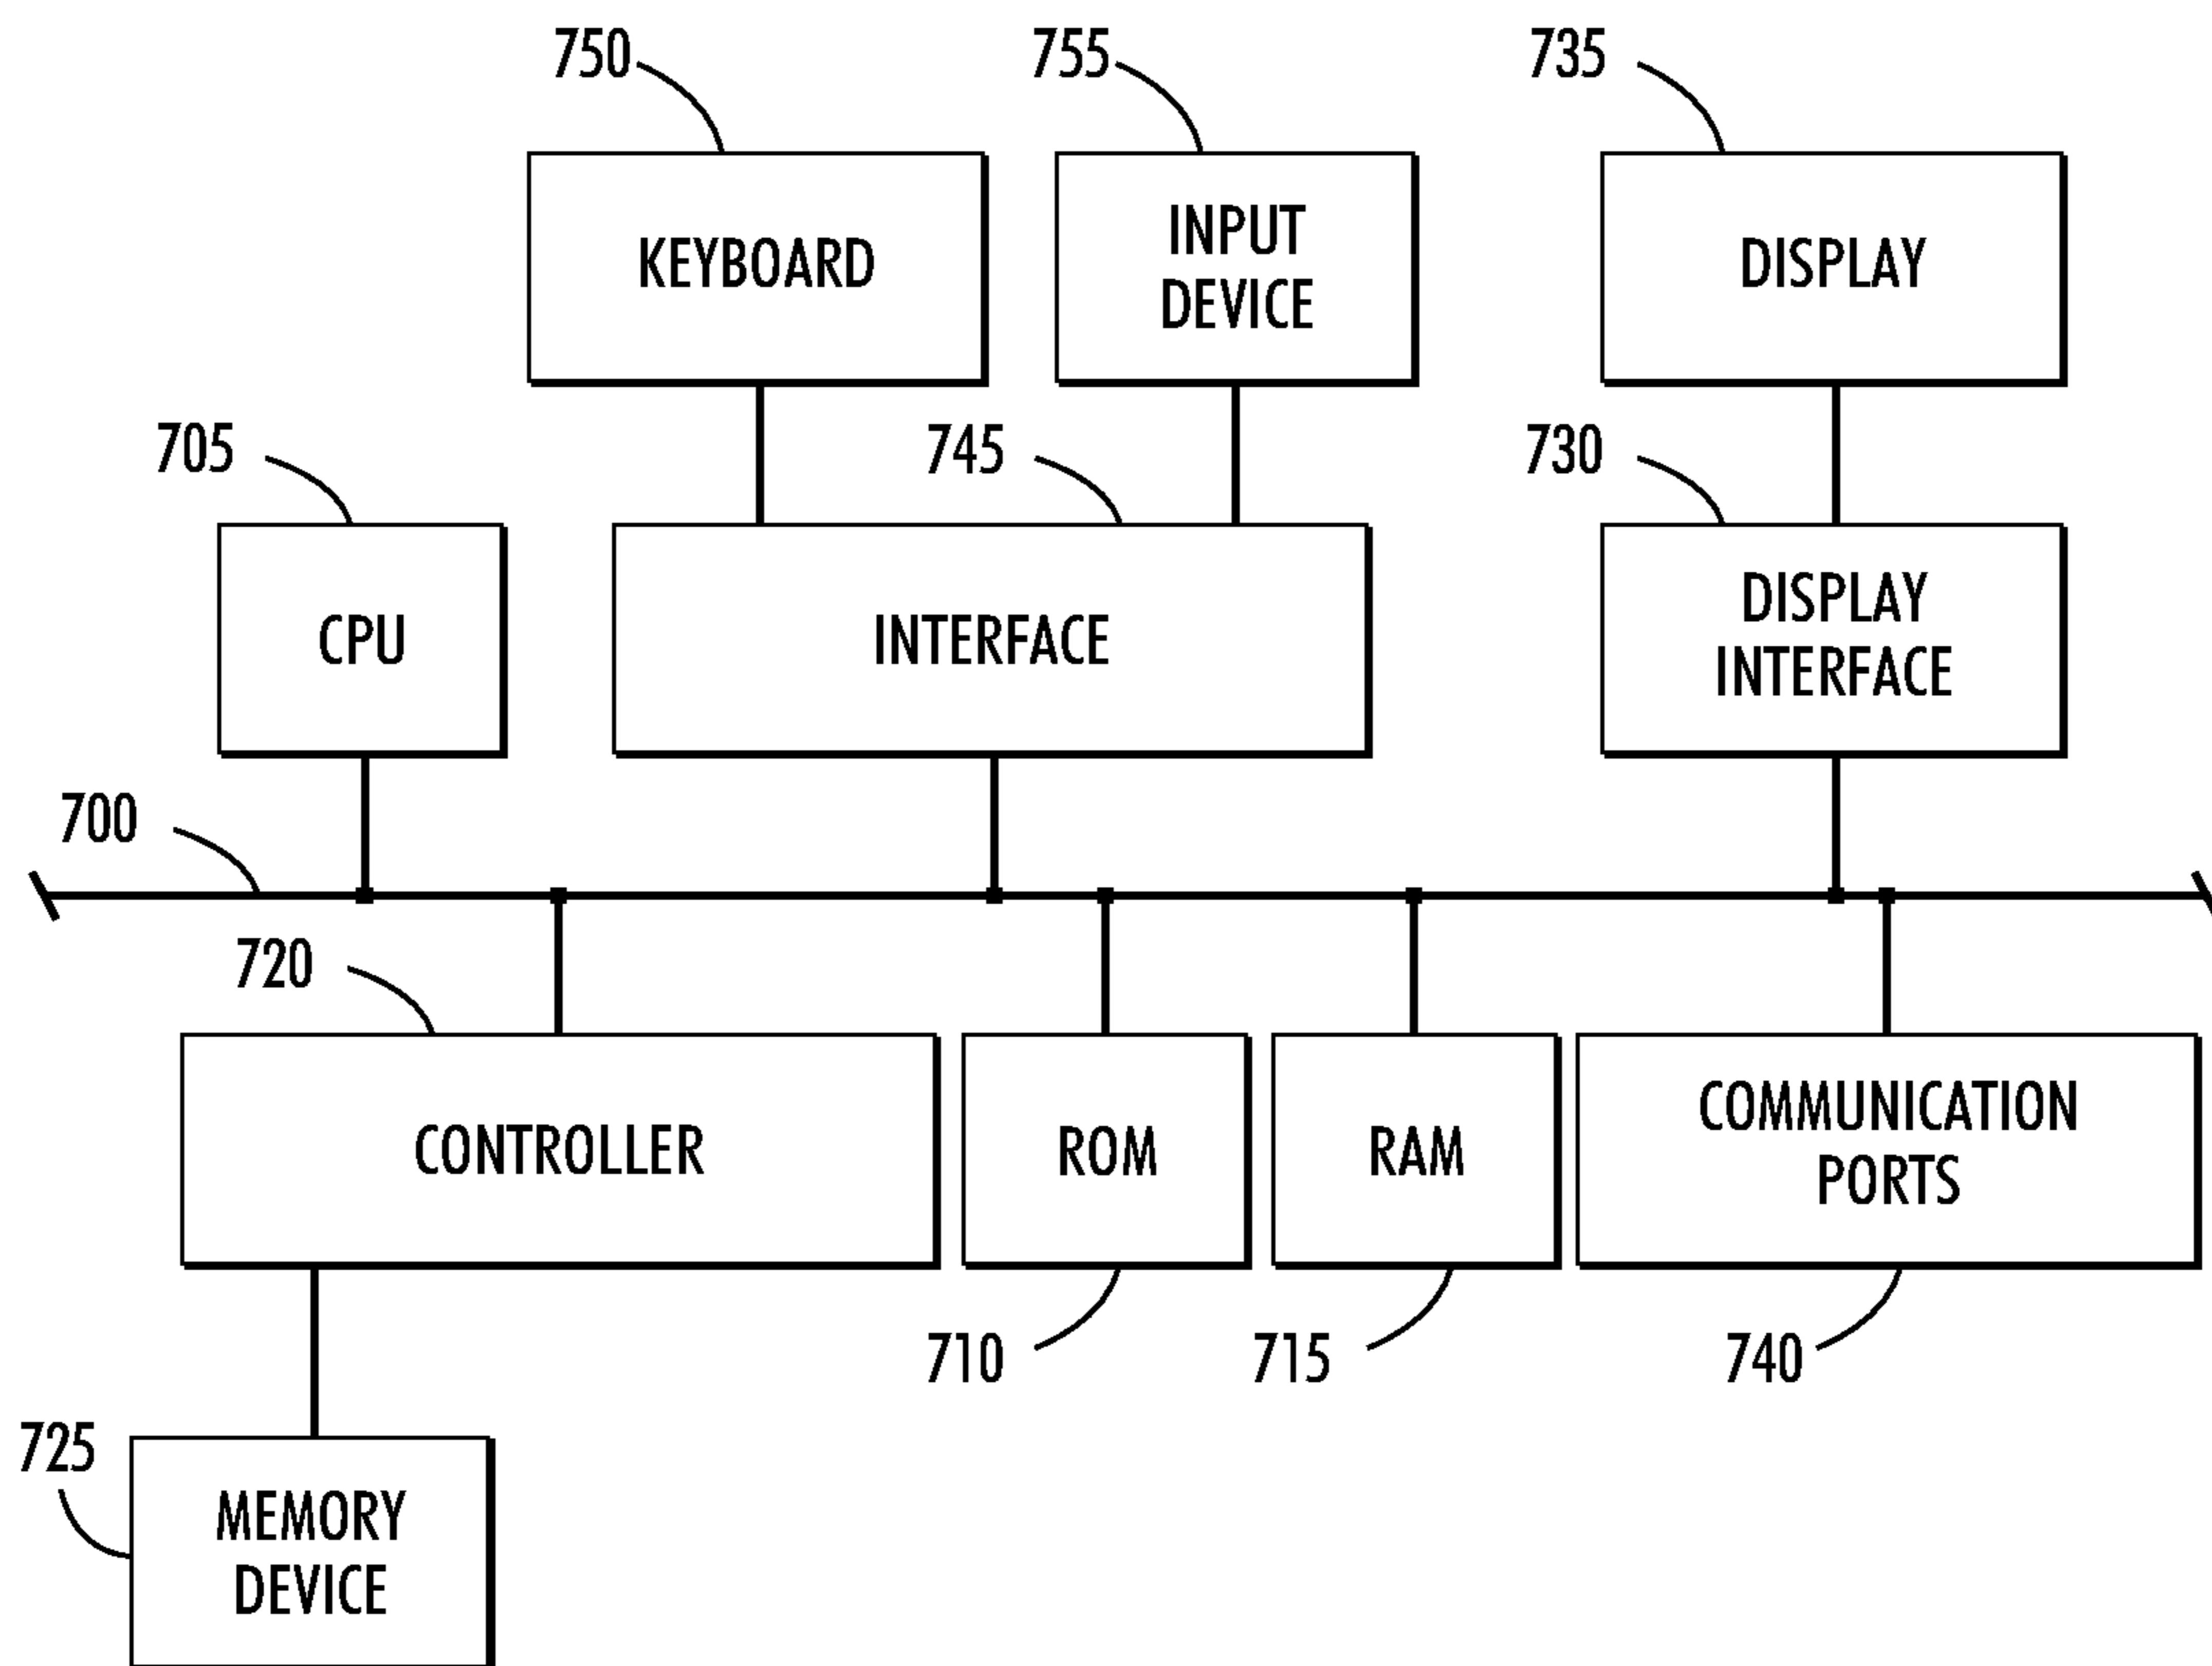 750
755
735
KEYBOARD
INPUT
DEVICE
DISPLAY
705
745
730
CPU
INTERFACE
DISPLAY
INTERFACE
700
720
CONTROLLER
ROM
RAM
COMMUNICATION
PORTS
710
715
740
725
MEMORY
DEVICE